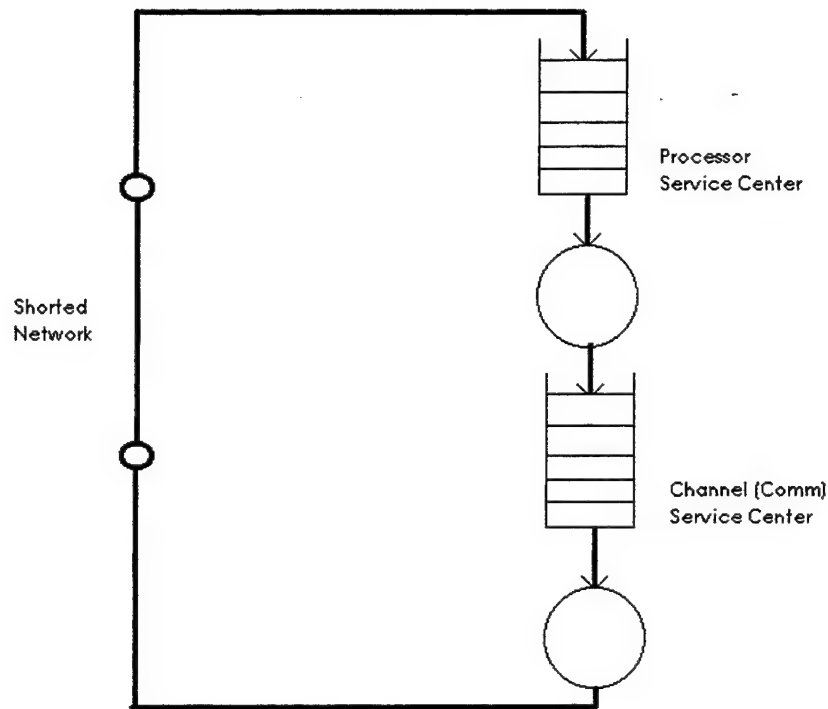 Processor
Service Center
Shorted
Network
Channel (Comm)
Service Center